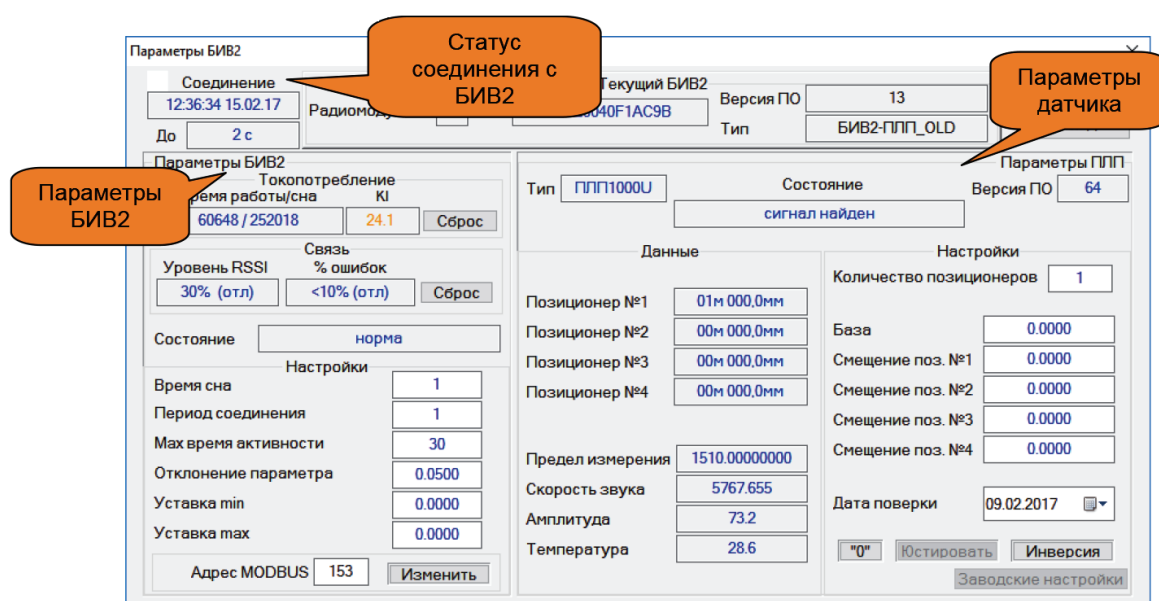 Параметры БИВ2
Статус
соединения с
БИВ2
Параметры
датчика
Параметры
БИВ2
Соединение
12:36:34 15.02.17
До 2 с
Текущий БИВ2
040F1AC9B
Версия ПО 13
Тип БИВ2-ПЛП_OLD
Параметры БИВ2
Токопотребление
ремя работы/сна KI
60648 / 252018 24.1 Сброс
Связь
Уровень RSSI % ошибок
30% (отл) <10% (отл) Сброс
Состояние норма
Настройки
Время сна 1
Период соединения 1
Max время активности 30
Отклонение параметра 0.0500
Уставка min 0.0000
Уставка max 0.0000
Адрес MODBUS 153 Изменить
Параметры ПЛП
Тип ПЛП1000U Состояние Версия ПО 64
сигнал найден
Данные
Позиционер №1 01м 000,0мм
Позиционер №2 00м 000,0мм
Позиционер №3 00м 000,0мм
Позиционер №4 00м 000,0мм
Предел измерения 1510.00000000
Скорость звука 5767.655
Амплитуда 73.2
Температура 28.6
Настройки
Количество позиционеров 1
База 0.0000
Смещение поз. №1 0.0000
Смещение поз. №2 0.0000
Смещение поз. №3 0.0000
Смещение поз. №4 0.0000
Дата поверки 09.02.2017
"0" Юстировать Инверсия
Заводские настройки